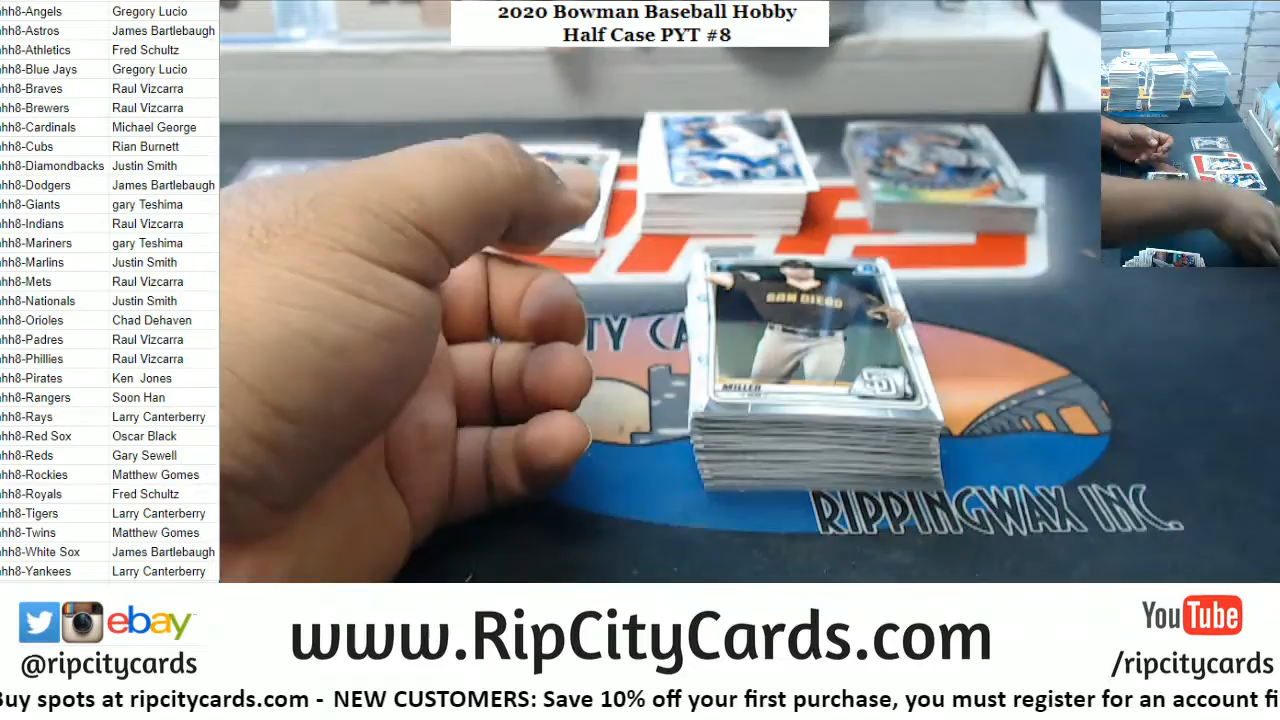 2020 Bowman Baseball Hobby
Half Case PYT #8
hh8-Angels Gregory Lucio
hh8-Astros James Bartlebaugh
hh8-Athletics Fred Schultz
hh8-Blue Jays Gregory Lucio
hh8-Braves Raul Vizcarra
hh8-Brewers Raul Vizcarra
hh8-Cardinals Michael George
hh8-Cubs Rian Burnett
hh8-Diamondbacks Justin Smith
hh8-Dodgers James Bartlebaugh
hh8-Giants gary Teshima
hh8-Indians Raul Vizcarra
hh8-Mariners gary Teshima
hh8-Marlins Justin Smith
hh8-Mets Raul Vizcarra
hh8-Nationals Justin Smith
hh8-Orioles Chad Dehaven
hh8-Padres Raul Vizcarra
hh8-Phillies Raul Vizcarra
hh8-Pirates Ken Jones
hh8-Rangers Soon Han
hh8-Rays Larry Canterberry
hh8-Red Sox Oscar Black
hh8-Reds Gary Sewell
hh8-Rockies Matthew Gomes
hh8-Royals Fred Schultz
hh8-Tigers Larry Canterberry
hh8-Twins Matthew Gomes
hh8-White Sox James Bartlebaugh
hh8-Yankees Larry Canterberry
SAN DIEGO
MILLER
SD
TY CA
RIPPINGWAX INC.
ebay
@ripcitycards
www.RipCityCards.com
YouTube
/ripcitycards
Buy spots at ripcitycards.com - NEW CUSTOMERS: Save 10% off your first purchase, you must register for an account fi